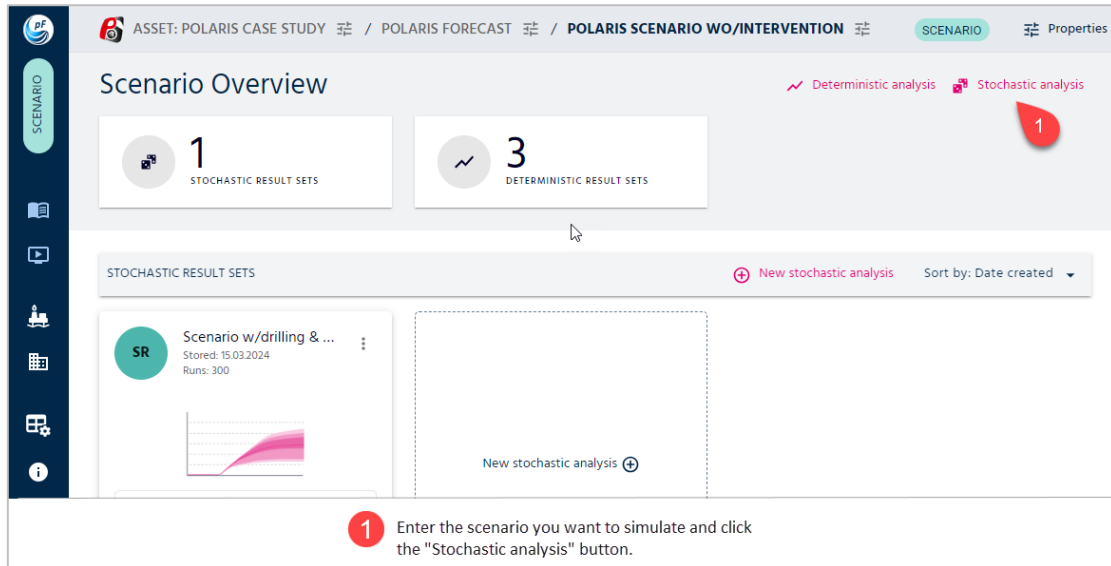 pF
ASSET: POLARIS CASE STUDY / POLARIS FORECAST / POLARIS SCENARIO WO/INTERVENTION SCENARIO Properties
SCENARIO
Scenario Overview
Deterministic analysis Stochastic analysis
1
1
STOCHASTIC RESULT SETS
3
DETERMINISTIC RESULT SETS
STOCHASTIC RESULT SETS New stochastic analysis Sort by: Date created
SR
Scenario w/drilling & ...
Stored: 15.03.2024
Runs: 300
New stochastic analysis
i
1
Enter the scenario you want to simulate and click
the "Stochastic analysis" button.